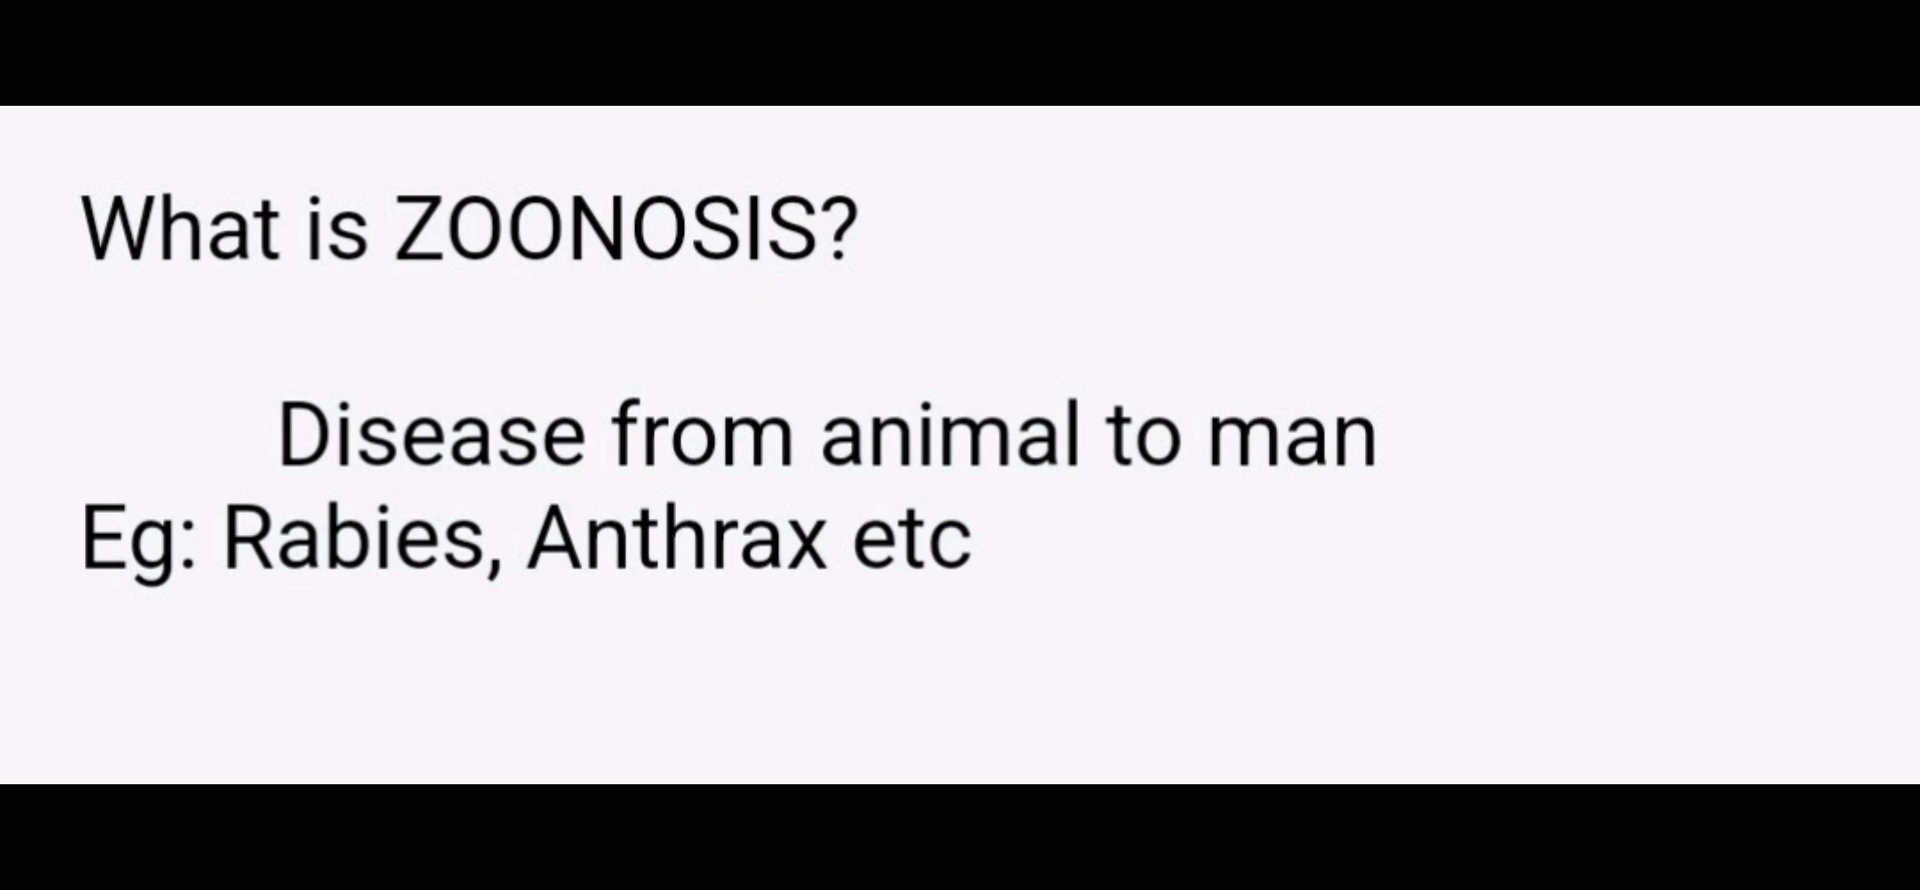 What is ZOONOSIS?
Disease from animal to man
Eg: Rabies, Anthrax etc